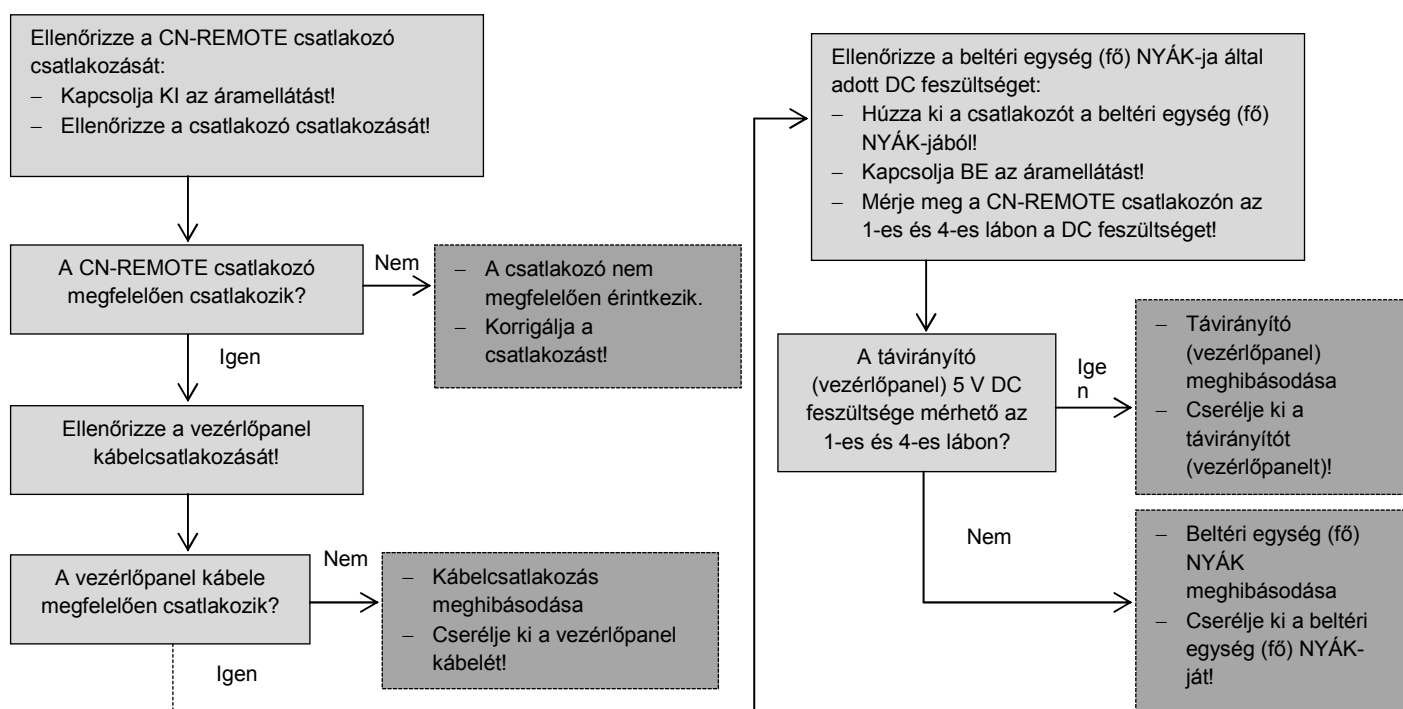 Ellenőrizze a CN-REMOTE csatlakozó
csatlakozását:
– Kapcsolja KI az áramellátást!
– Ellenőrizze a csatlakozó csatlakozását!
A CN-REMOTE csatlakozó
megfelelően csatlakozik?
Nem
– A csatlakozó nem
megfelelően érintkezik.
– Korrigálja a
csatlakozást!
Igen
Ellenőrizze a vezérlőpanel
kábelcsatlakozását!
A vezérlőpanel kábele
megfelelően csatlakozik?
Nem
– Kábelcsatlakozás
meghibásodása
– Cserélje ki a vezérlőpanel
kábelét!
Igen
Ellenőrizze a beltéri egység (fő) NYÁK-ja által
adott DC feszültséget:
– Húzza ki a csatlakozót a beltéri egység (fő)
NYÁK-jából!
– Kapcsolja BE az áramellátást!
– Mérje meg a CN-REMOTE csatlakozón az
1-es és 4-es lábon a DC feszültséget!
A távirányító
(vezérlőpanel) 5 V DC
feszültsége mérhető az
1-es és 4-es lábon?
Ige
n
– Távirányító
(vezérlőpanel)
meghibásodása
– Cserélje ki a
távirányítót
(vezérlőpanelt)!
Nem
– Beltéri egység (fő)
NYÁK
meghibásodása
– Cserélje ki a beltéri
egység (fő) NYÁK-
ját!